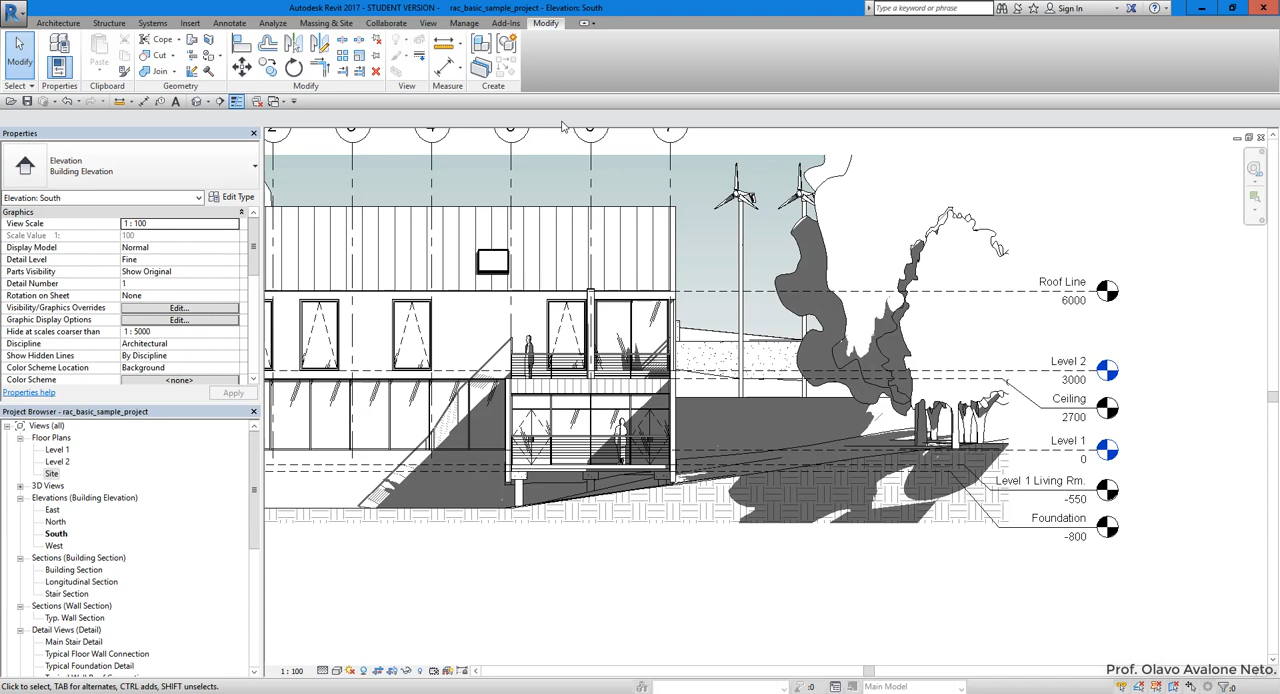 Autodesk Revit 2017 - STUDENT VERSION - rac_basic_sample_project - Elevation: South
Type a keyword or phrase
Sign In
Architecture Structure Systems Insert Annotate Analyze Massing & Site Collaborate View Manage Add-Ins Modify
Modify
Paste
Cope
Cut
Join
Select Properties Clipboard Geometry Modify View Measure Create
Properties
Elevation
Building Elevation
Elevation: South Edit Type
Graphics
View Scale 1 : 100
Scale Value 1: 100
Display Model Normal
Detail Level Fine
Parts Visibility Show Original
Detail Number 1
Rotation on Sheet None
Visibility/Graphics Overrides Edit...
Graphic Display Options Edit...
Hide at scales coarser than 1 : 5000
Discipline Architectural
Show Hidden Lines By Discipline
Color Scheme Location Background
Color Scheme <none>
Properties help Apply
Project Browser - rac_basic_sample_project
Views (all)
Floor Plans
Level 1
Level 2
Site
3D Views
Elevations (Building Elevation)
East
North
South
West
Sections (Building Section)
Building Section
Longitudinal Section
Stair Section
Sections (Wall Section)
Typ. Wall Section
Detail Views (Detail)
Main Stair Detail
Typical Floor Wall Connection
Typical Foundation Detail
Roof Line
6000
Level 2
3000
Ceiling
2700
Level 1
0
Level 1 Living Rm.
-550
Foundation
-800
1 : 100
Prof. Olavo Avalone Neto.
Click to select, TAB for alternates, CTRL adds, SHIFT unselects.
:0
Main Model
:0